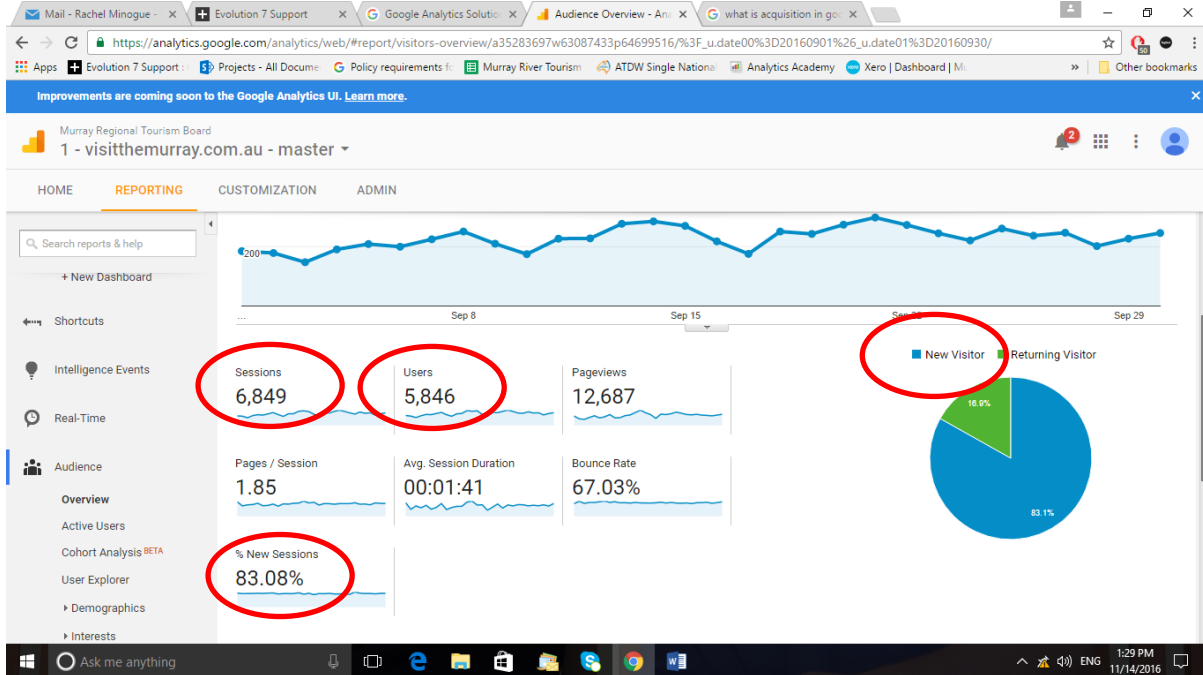 Mail - Rachel Minogue -
Evolution 7 Support
Google Analytics Solutio
Audience Overview - Ana
what is acquisition in goo
https://analytics.google.com/analytics/web/#report/visitors-overview/a35283697w63087433p64699516/%3F_u.date00%3D20160901%26_u.date01%3D20160930/
50
Apps
Evolution 7 Support :
Projects - All Docume
Policy requirements fo
Murray River Tourism
ATDW Single National
Analytics Academy
Xero | Dashboard | Mu
»
Other bookmarks
Improvements are coming soon to the Google Analytics UI. Learn more.
Murray Regional Tourism Board
1 - visitthemurray.com.au - master
2
HOME
REPORTING
CUSTOMIZATION
ADMIN
Search reports & help
+ New Dashboard
Shortcuts
Intelligence Events
Real-Time
Audience
Overview
Active Users
Cohort Analysis BETA
User Explorer
Demographics
Interests
200
...
Sep 8
Sep 15
Sep 29
New Visitor
Returning Visitor
Sessions
6,849
Users
5,846
Pageviews
12,687
Pages / Session
1.85
Avg. Session Duration
00:01:41
Bounce Rate
67.03%
% New Sessions
83.08%
16.9%
83.1%
Ask me anything
ENG
1:29 PM
11/14/2016